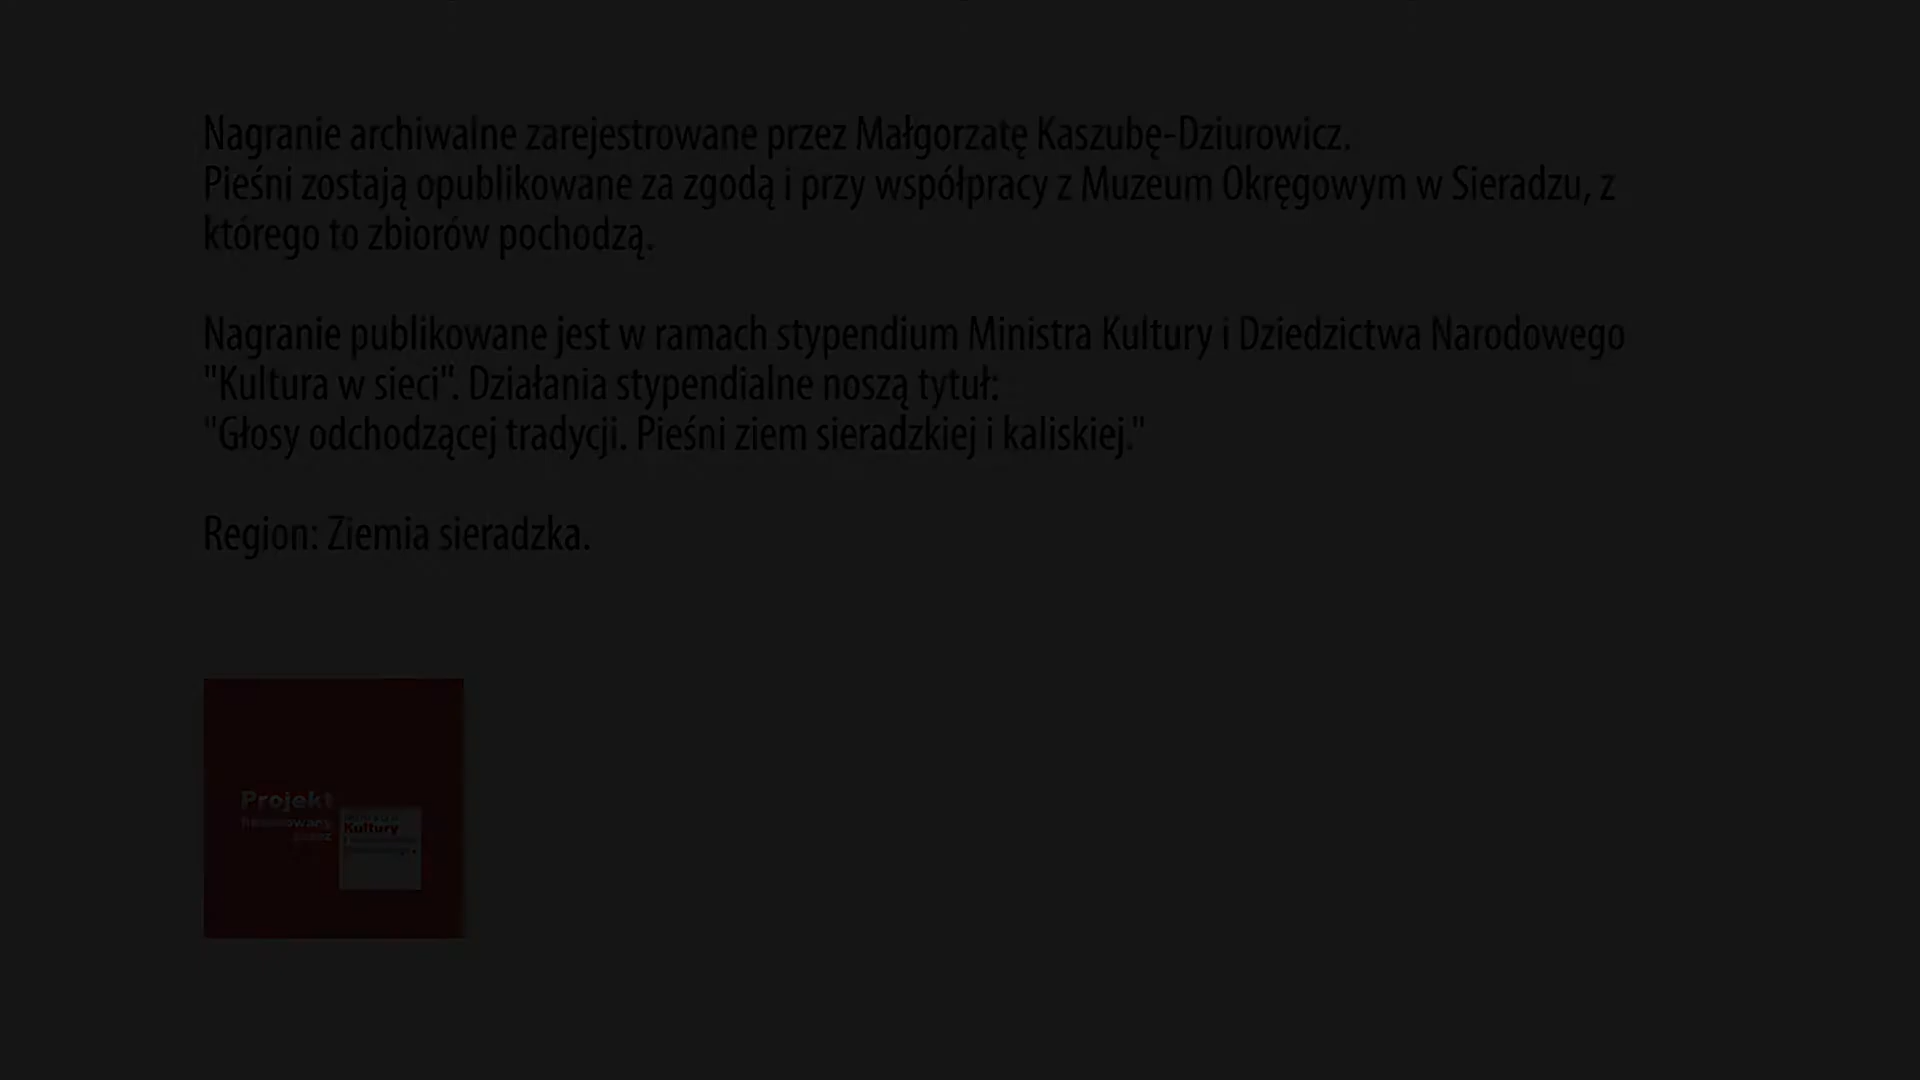 Nagranie archiwalne zarejestrowane przez Małgorzatę Kaszubę-Dziurowicz.
Pieśni zostają opublikowane za zgodą i przy współpracy z Muzeum Okręgowym w Sieradzu, z
którego to zbiorów pochodzą.
Nagranie publikowane jest w ramach stypendium Ministra Kultury i Dziedzictwa Narodowego
"Kultura w sieci". Działania stypendialne noszą tytuł:
"Głosy odchodzącej tradycji. Pieśni ziem sieradzkiej i kaliskiej."
Region: Ziemia sieradzka.
Projekt
Kultury